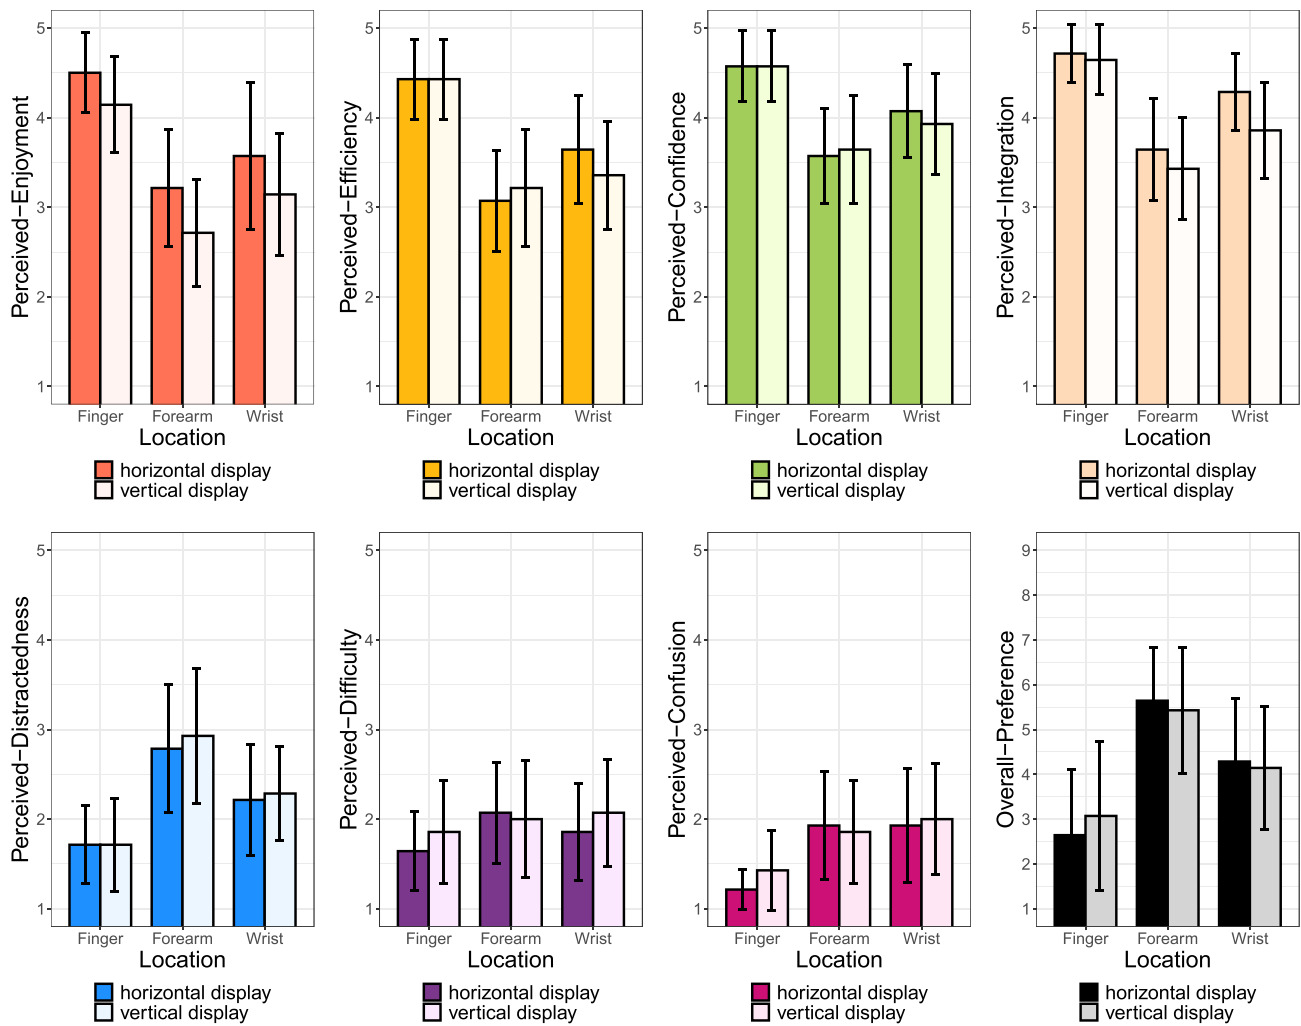 Perceived−Enjoyment
5
4
3
2
1
Finger Forearm Wrist
Location
horizontal display
vertical display
Perceived−Efficiency
5
4
3
2
1
Finger Forearm Wrist
Location
horizontal display
vertical display
Perceived−Confidence
5
4
3
2
1
Finger Forearm Wrist
Location
horizontal display
vertical display
Perceived−Integration
5
4
3
2
1
Finger Forearm Wrist
Location
horizontal display
vertical display
Perceived−Distractedness
5
4
3
2
1
Finger Forearm Wrist
Location
horizontal display
vertical display
Perceived−Difficulty
5
4
3
2
1
Finger Forearm Wrist
Location
horizontal display
vertical display
Perceived−Confusion
5
4
3
2
1
Finger Forearm Wrist
Location
horizontal display
vertical display
Overall−Preference
9
8
7
6
5
4
3
2
1
Finger Forearm Wrist
Location
horizontal display
vertical display